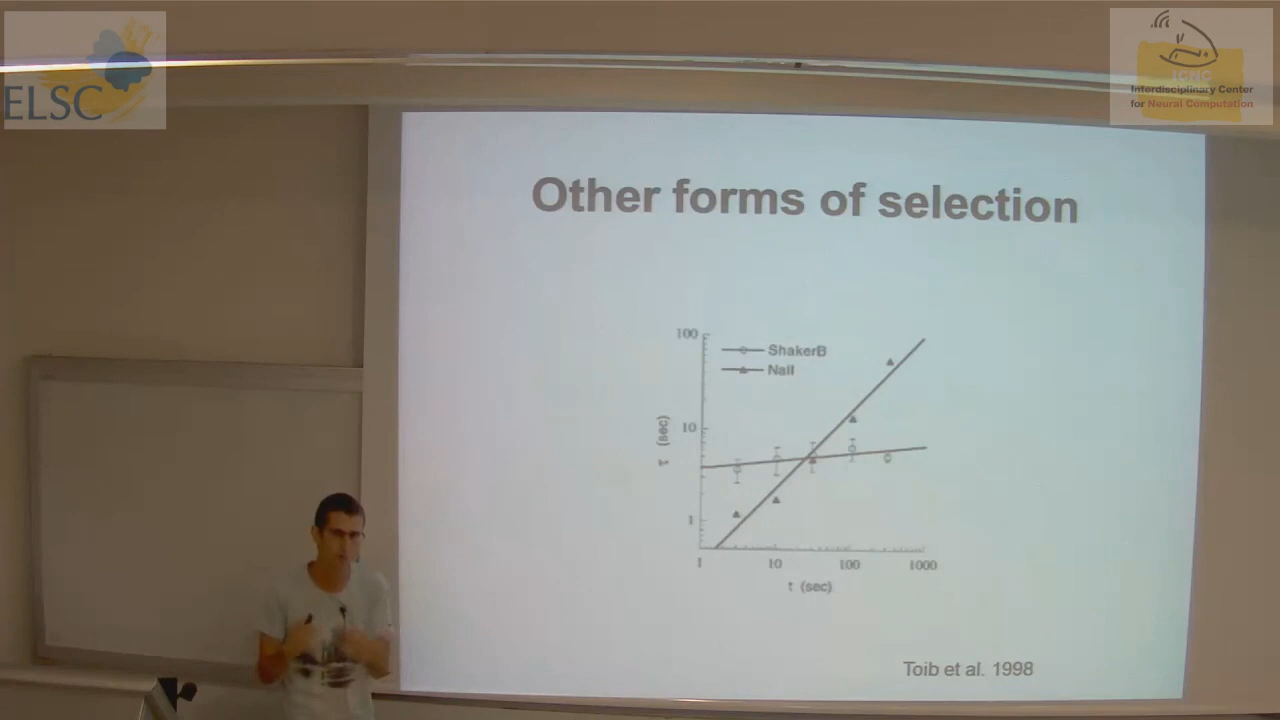 ELSC
ICNC
Interdisciplinary Center
for Neural Computation
Other forms of selection
100
10
1
τ (sec)
ShakerB
NaII
1
10
100
1000
t (sec)
Toib et al. 1998